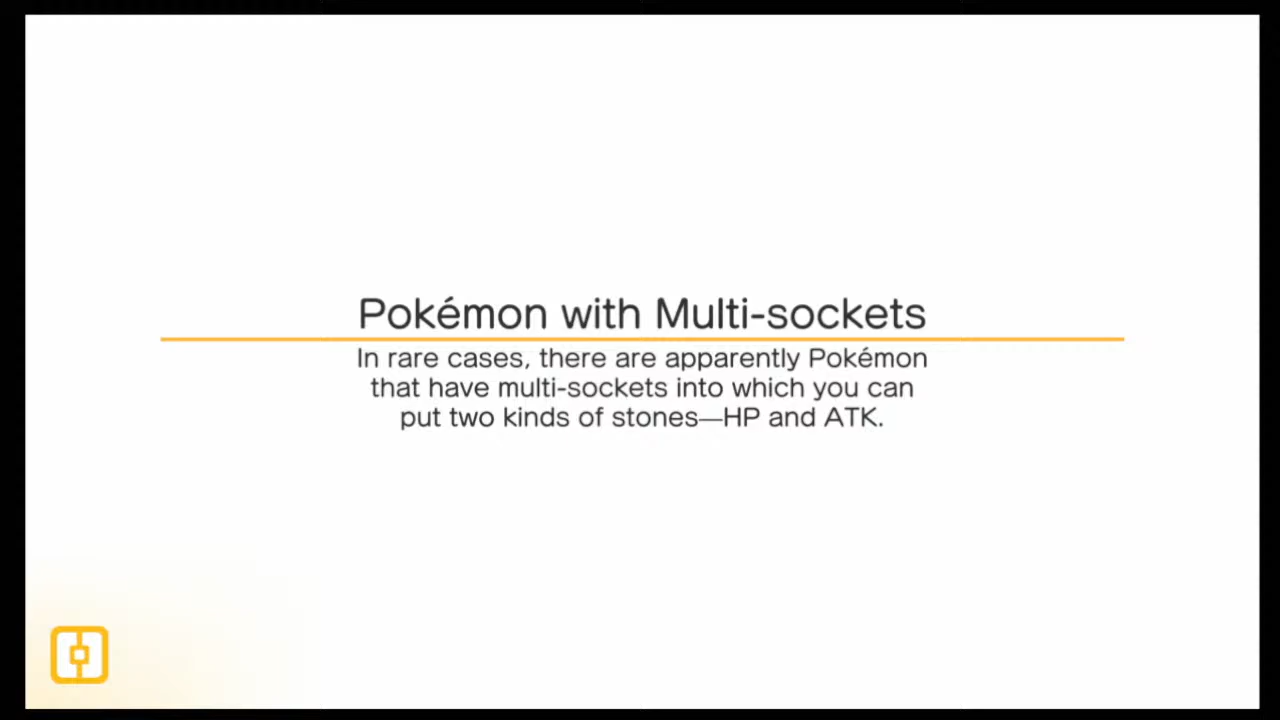 Pokémon with Multi-sockets
In rare cases, there are apparently Pokémon
that have multi-sockets into which you can
put two kinds of stones—HP and ATK.